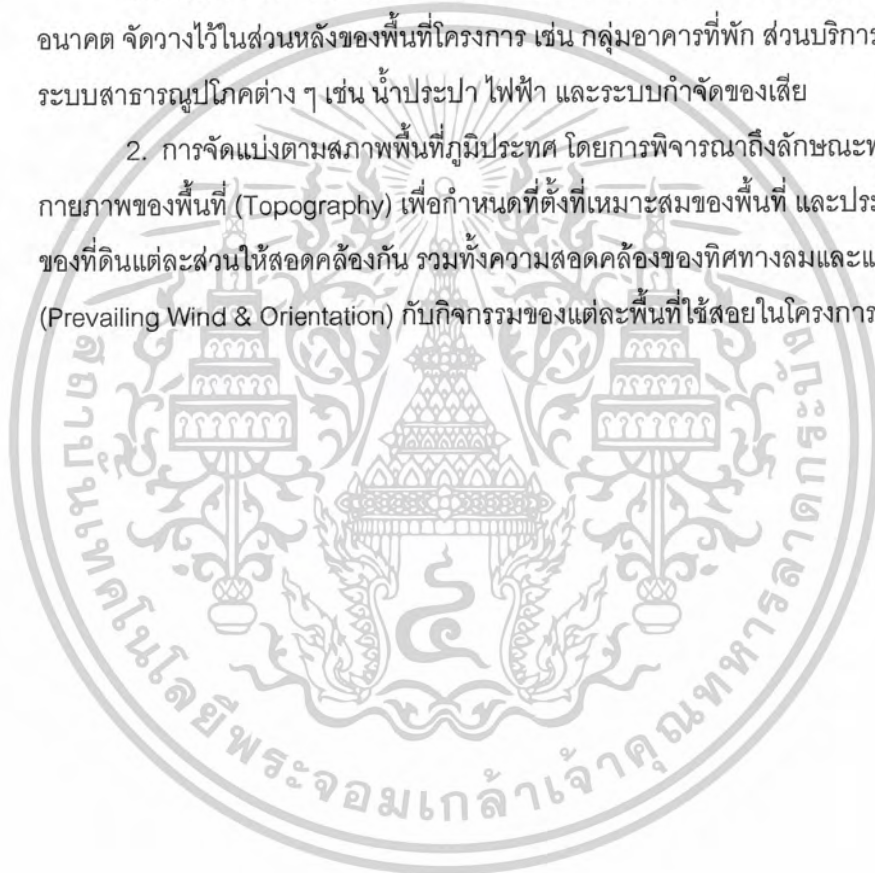 อนาคต จัดวางไว้ในส่วนหลังของพื้นที่โครงการ เช่น กลุ่มอาคารที่พัก ส่วนบริการ
ระบบสาธารณูปโภคต่าง ๆ เช่น น้ำประปา ไฟฟ้า และระบบกำจัดของเสีย
2. การจัดแบ่งตามสภาพพื้นที่ภูมิประทศ โดยการพิจารณาถึงลักษณะท
กายภาพของพื้นที่ (Topography) เพื่อกำหนดที่ตั้งที่เหมาะสมของพื้นที่ และประ
ของที่ดินแต่ละส่วนให้สอดคล้องกัน รวมทั้งความสอดคล้องของทิศทางลมและแ
(Prevailing Wind & Orientation) กับกิจกรรมของแต่ละพื้นที่ใช้สอยในโครงการ
สถาบันเทคโนโลยีพระจอมเกล้าเจ้าคุณทหารลาดกระบัง